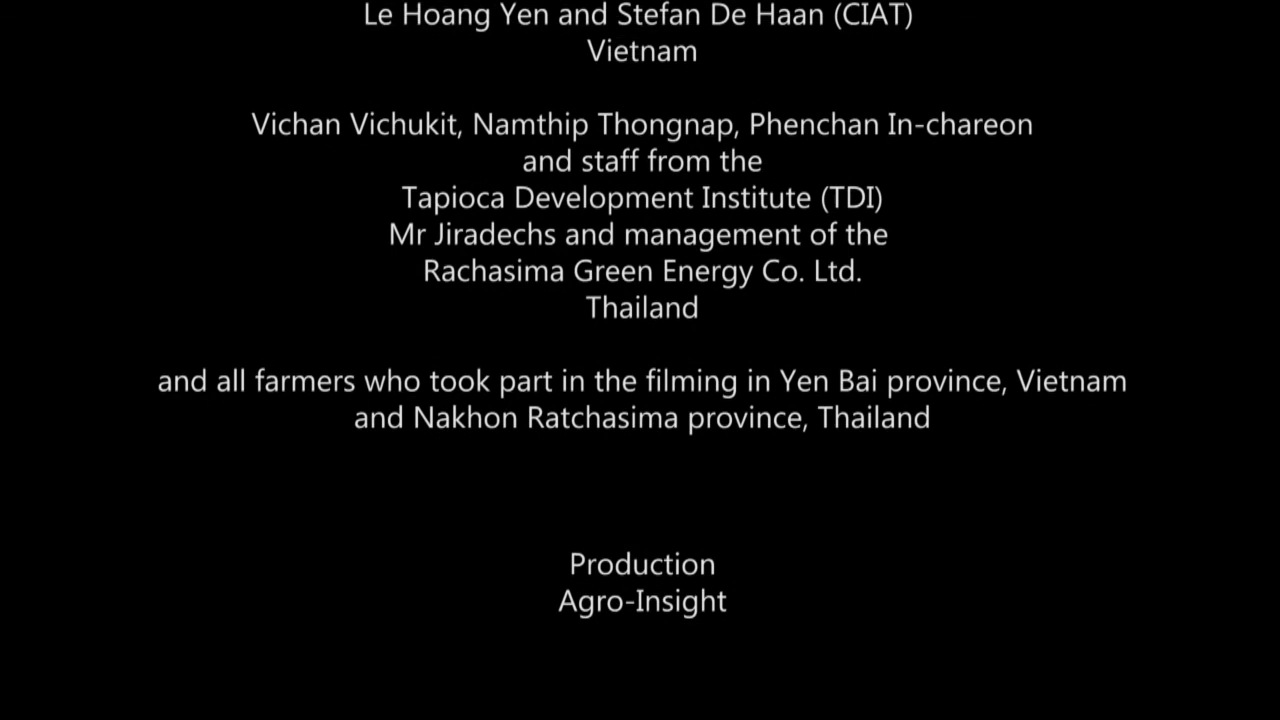 Le Hoang Yen and Stefan De Haan (CIAT)
Vietnam
Vichan Vichukit, Namthip Thongnap, Phenchan In-chareon
and staff from the
Tapioca Development Institute (TDI)
Mr Jiradechs and management of the
Rachasima Green Energy Co. Ltd.
Thailand
and all farmers who took part in the filming in Yen Bai province, Vietnam
and Nakhon Ratchasima province, Thailand
Production
Agro-Insight